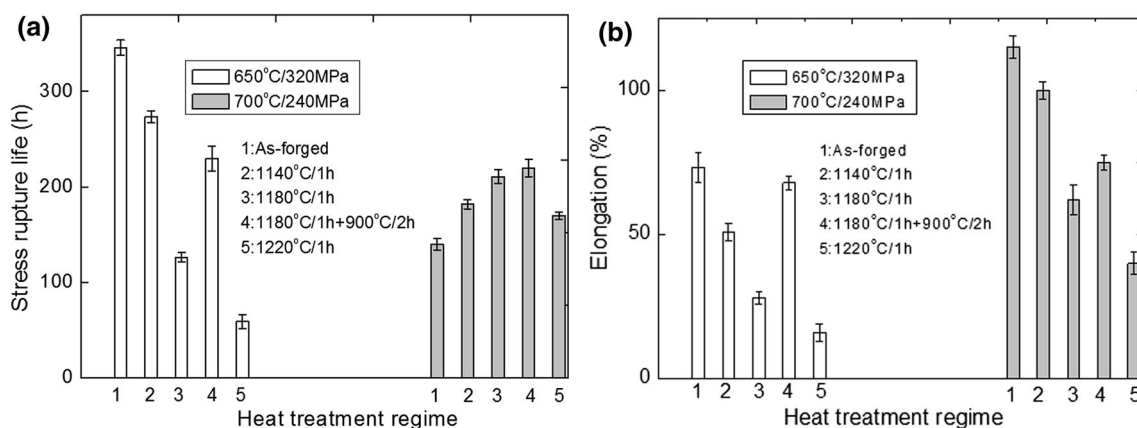 (a)
Stress rupture life (h)
300
200
100
0
650°C/320MPa
700°C/240MPa
1:As-forged
2:1140°C/1h
3:1180°C/1h
4:1180°C/1h+900°C/2h
5:1220°C/1h
1 2 3 4 5 1 2 3 4 5
Heat treatment regime
(b)
Elongation (%)
100
50
0
650°C/320MPa
700°C/240MPa
1:As-forged
2:1140°C/1h
3:1180°C/1h
4:1180°C/1h+900°C/2h
5:1220°C/1h
1 2 3 4 5 1 2 3 4 5
Heat treatment regime